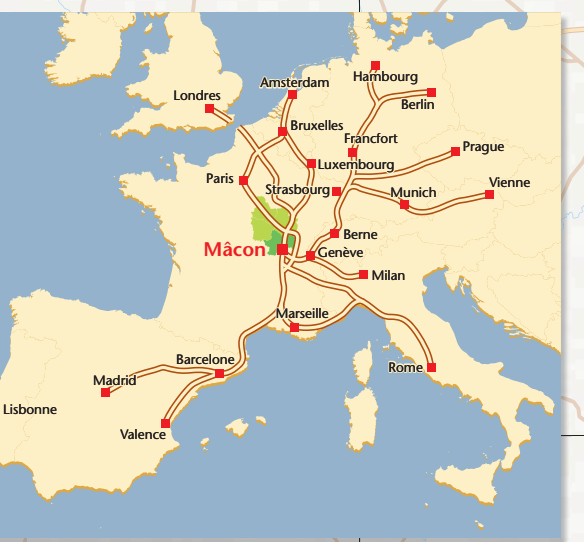 Hambourg
Amsterdam
Londres
Berlin
Bruxelles
Francfort
Prague
Luxembourg
Paris
Strasbourg
Munich
Vienne
Berne
Mâcon
Genève
Milan
Marseille
Barcelone
Rome
Madrid
Lisbonne
Valence